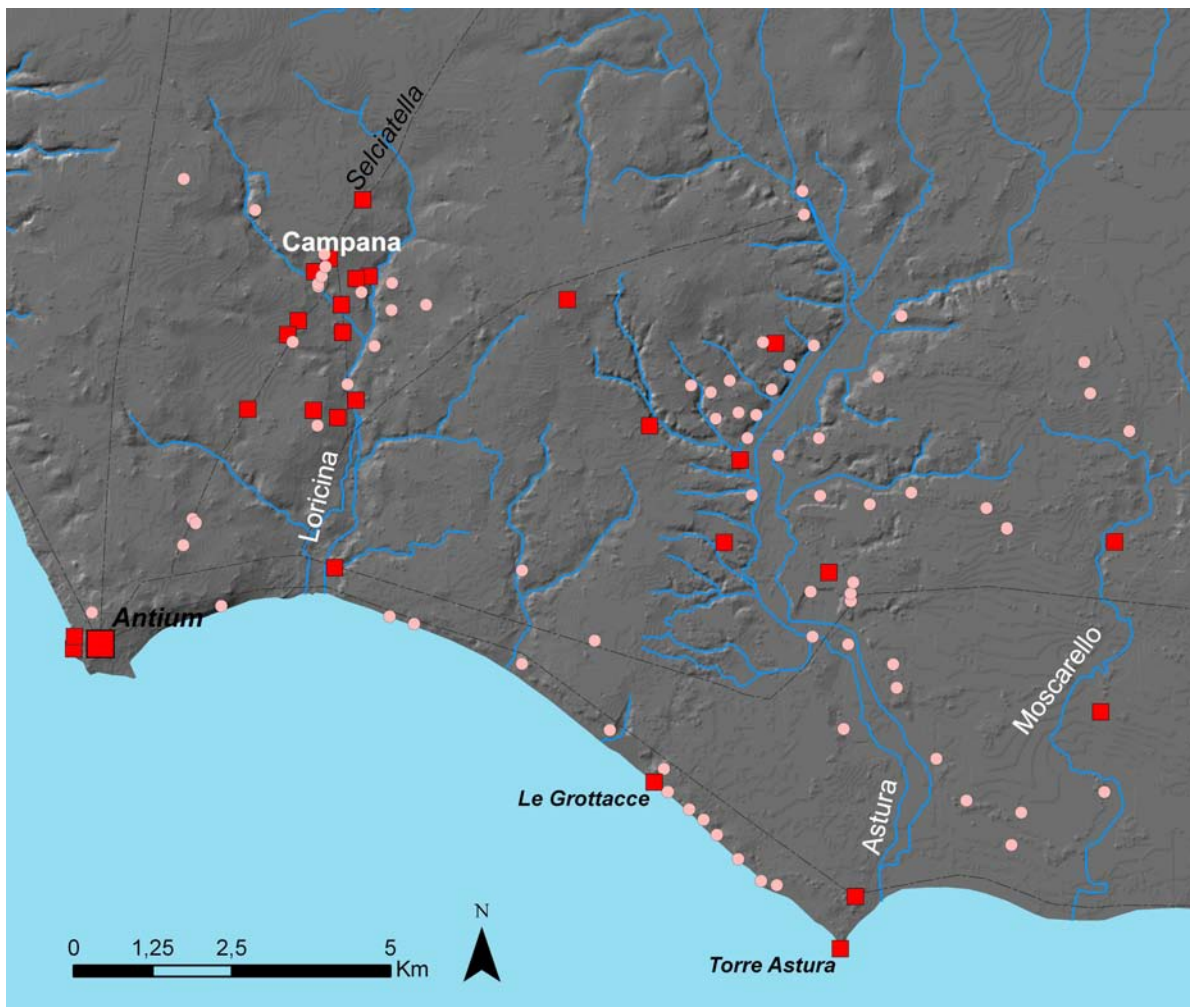 Selciatella
Campana
Loricina
Antium
Moscarello
Le Grottacce
Astura
N
0 1,25 2,5 5
Km
Torre Astura